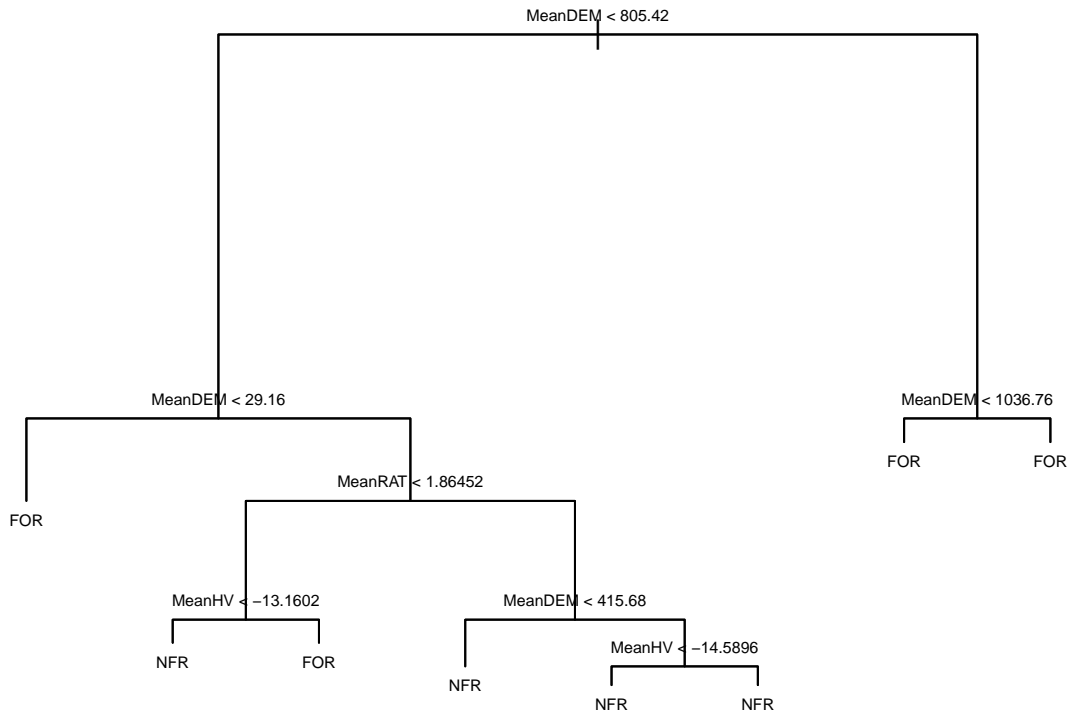 MeanDEM < 805.42
MeanDEM < 29.16
MeanDEM < 1036.76
FOR
FOR
MeanRAT < 1.86452
FOR
MeanHV < −13.1602
MeanDEM < 415.68
MeanHV < −14.5896
NFR
FOR
NFR
NFR
NFR